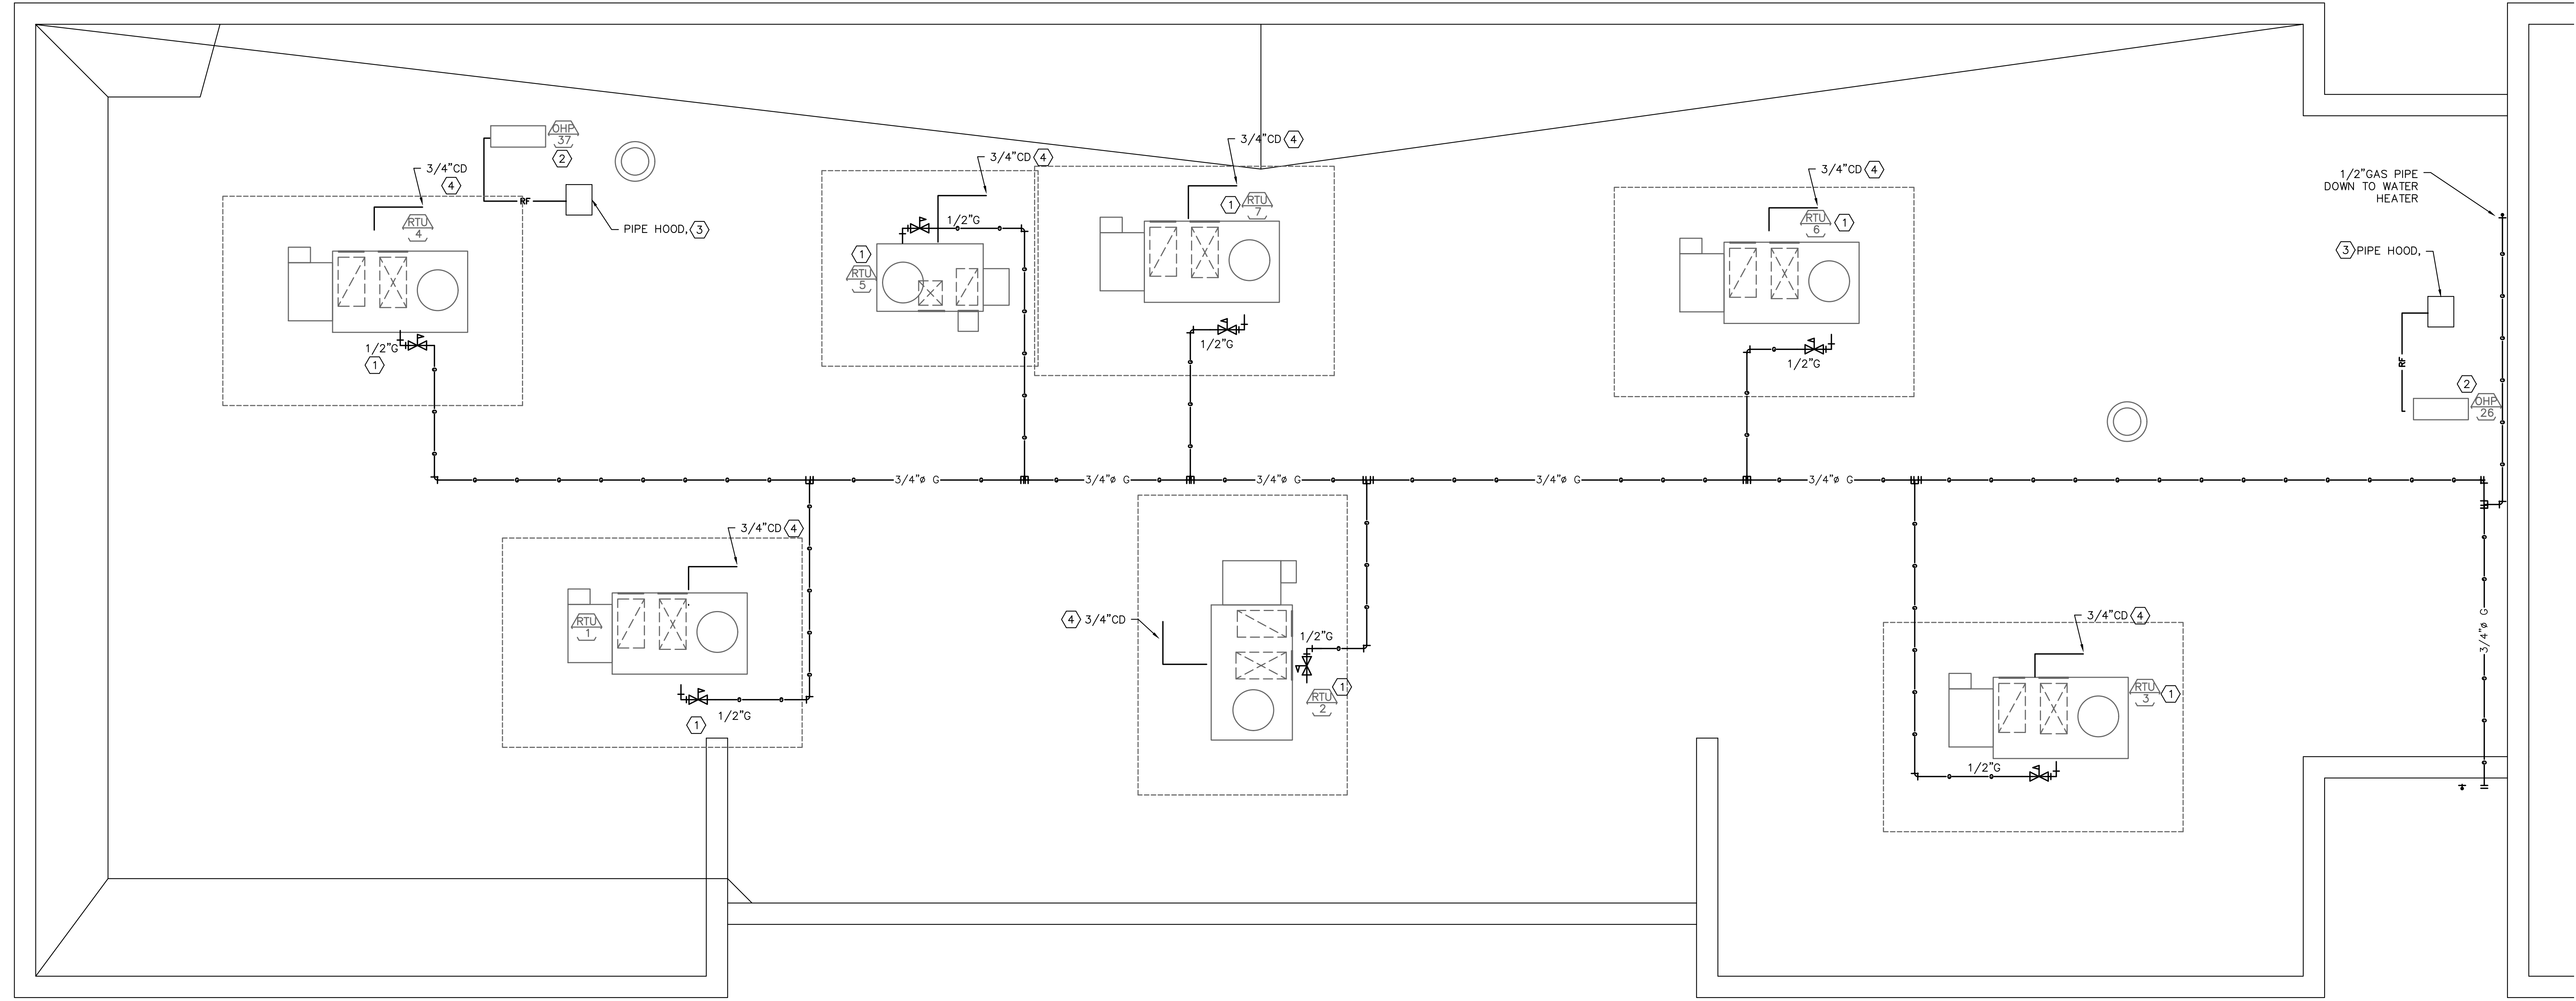 OHP
37
2
3/4"CD
4
RTU
4
RF
PIPE HOOD, 3
1/2"G
1
3/4"CD 4
1/2"G
1
RTU
5
3/4"CD 4
1
RTU
7
1/2"G
3/4"CD 4
RTU
6
1
1/2"G
1/2"GAS PIPE
DOWN TO WATER
HEATER
3 PIPE HOOD,
RF
2
OHP
26
3/4"ø G
3/4"ø G
3/4"ø G
3/4"ø G
3/4"ø G
3/4"CD 4
RTU
1
1/2"G
1
4 3/4"CD
1/2"G
1
RTU
2
3/4"CD 4
RTU
3
1
1/2"G
3/4"ø G